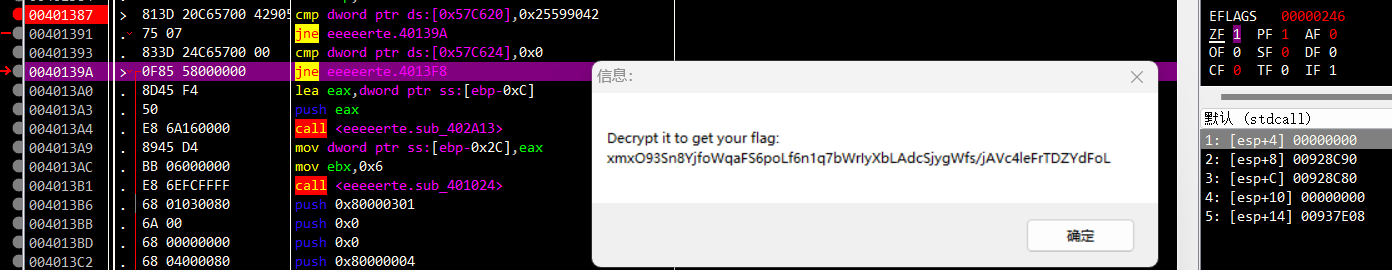 00401387 > 813D 20C65700 42905 cmp dword ptr ds:[0x57C620],0x25599042
00401391 . 75 07 jne eeeeerte.40139A
00401393 . 833D 24C65700 00 cmp dword ptr ds:[0x57C624],0x0
0040139A > 0F85 58000000 jne eeeeerte.4013F8
004013A0 . 8D45 F4 lea eax,dword ptr ss:[ebp-0xC]
004013A3 . 50 push eax
004013A4 . E8 6A160000 call <eeeeerte.sub_402A13>
004013A9 . 8945 D4 mov dword ptr ss:[ebp-0x2C],eax
004013AC . BB 06000000 mov ebx,0x6
004013B1 . E8 6EFCFFFF call <eeeeerte.sub_401024>
004013B6 . 68 01030080 push 0x80000301
004013BB . 6A 00 push 0x0
004013BD . 68 00000000 push 0x0
004013C2 . 68 04000080 push 0x80000004
信息:
Decrypt it to get your flag:
xmxO93Sn8YjfoWqaFS6poLf6n1q7bWrIyXbLAdcSjygWfs/jAVc4leFrTDZYdFoL
确定
EFLAGS 00000246
ZF 1 PF 1 AF 0
OF 0 SF 0 DF 0
CF 0 TF 0 IF 1
默认 (stdcall)
1: [esp+4] 00000000
2: [esp+8] 00928C90
3: [esp+C] 00928C80
4: [esp+10] 00000000
5: [esp+14] 00937E08